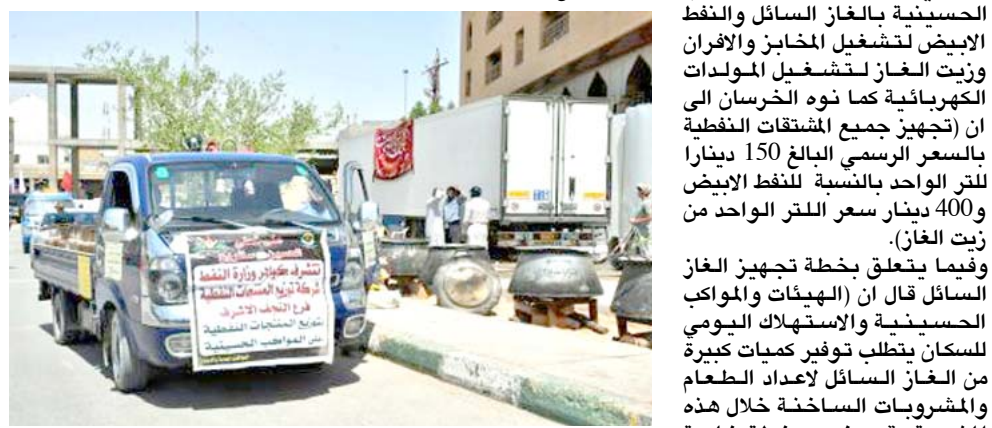 الحسينية بالغاز السائل والنفط
الابيض لتشغيل المخابز والافران
وزيت الغاز لتشغيل المولدات
الكهربائية كما نوه الخرسان الى
ان (تجهيز جميع المشتقات النفطية
بالسعر الرسمي البالغ 150 دينارا
للتر الواحد بالنسبة للنفط الابيض
و400 دينار سعر اللتر الواحد من
زيت الغاز).
وفيما يتعلق بخطة تجهيز الغاز
السائل قال ان (الهيئات والمواكب
الحسينية والاستهلاك اليومي
للسكان يتطلب توفير كميات كبيرة
من الغاز السائل لاعداد الطعام
والمشروبات الساخنة خلال هذه
تتشرف كوادر وزارة النفط
شركة توزيع المنتجات النفطية
فرع النجف الاشرف
بتوزيع المنتجات النفطية
على المواكب الحسينية